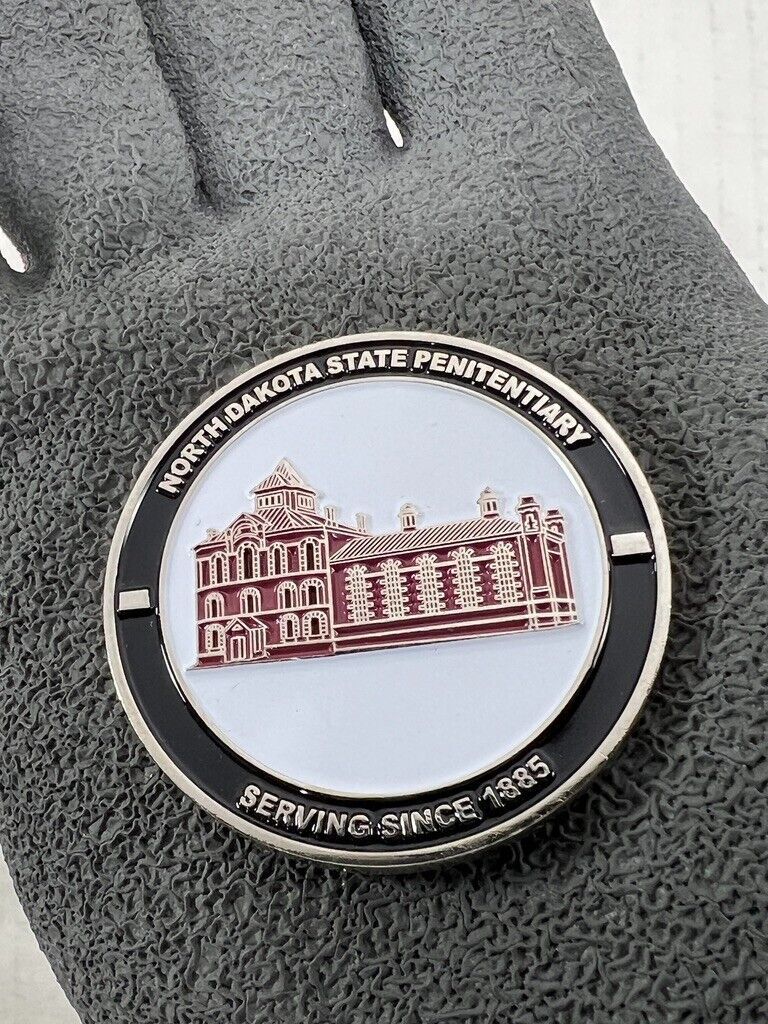 NORTH DAKOTA STATE PENITENTIARY
SERVING SINCE 1885